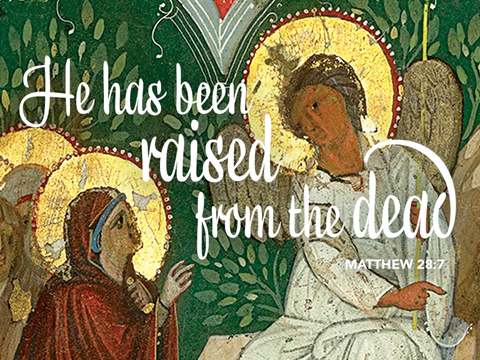 He has been
raised
from the dead
MATTHEW 28:7